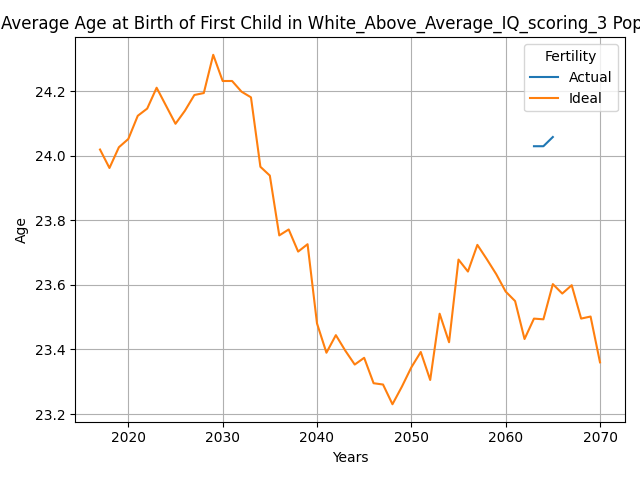 Average Age at Birth of First Child in White_Above_Average_IQ_scoring_3 Pop
Fertility
Actual
Ideal
24.2
24.0
23.8
23.6
23.4
23.2
Age
2020 2030 2040 2050 2060 2070
Years